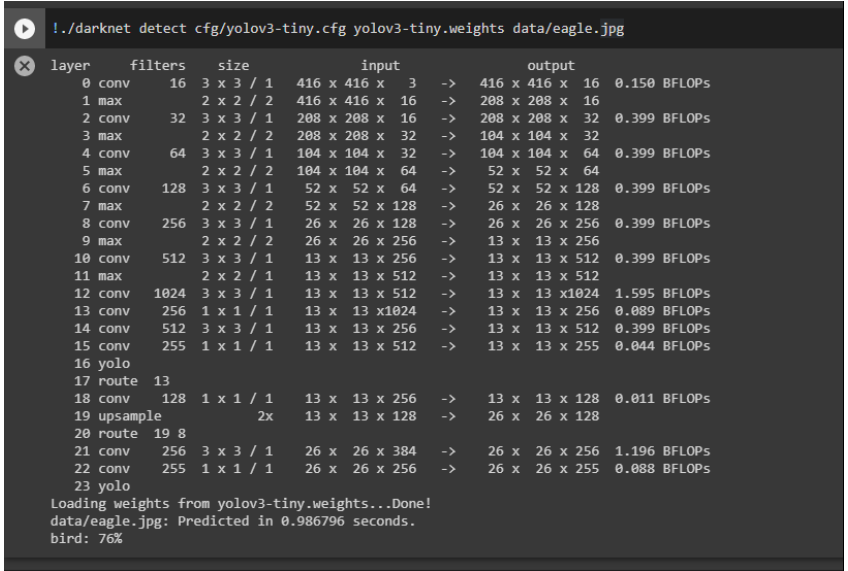 !./darknet detect cfg/yolov3-tiny.cfg yolov3-tiny.weights data/eagle.jpg
layer     filters    size              input                output
    0 conv     16  3 x 3 / 1   416 x 416 x   3   ->   416 x 416 x  16  0.150 BFLOPs
    1 max          2 x 2 / 2   416 x 416 x  16   ->   208 x 208 x  16
    2 conv     32  3 x 3 / 1   208 x 208 x  16   ->   208 x 208 x  32  0.399 BFLOPs
    3 max          2 x 2 / 2   208 x 208 x  32   ->   104 x 104 x  32
    4 conv     64  3 x 3 / 1   104 x 104 x  32   ->   104 x 104 x  64  0.399 BFLOPs
    5 max          2 x 2 / 2   104 x 104 x  64   ->    52 x  52 x  64
    6 conv    128  3 x 3 / 1    52 x  52 x  64   ->    52 x  52 x 128  0.399 BFLOPs
    7 max          2 x 2 / 2    52 x  52 x 128   ->    26 x  26 x 128
    8 conv    256  3 x 3 / 1    26 x  26 x 128   ->    26 x  26 x 256  0.399 BFLOPs
    9 max          2 x 2 / 2    26 x  26 x 256   ->    13 x  13 x 256
   10 conv    512  3 x 3 / 1    13 x  13 x 256   ->    13 x  13 x 512  0.399 BFLOPs
   11 max          2 x 2 / 1    13 x  13 x 512   ->    13 x  13 x 512
   12 conv   1024  3 x 3 / 1    13 x  13 x 512   ->    13 x  13 x1024  1.595 BFLOPs
   13 conv    256  1 x 1 / 1    13 x  13 x1024   ->    13 x  13 x 256  0.089 BFLOPs
   14 conv    512  3 x 3 / 1    13 x  13 x 256   ->    13 x  13 x 512  0.399 BFLOPs
   15 conv    255  1 x 1 / 1    13 x  13 x 512   ->    13 x  13 x 255  0.044 BFLOPs
   16 yolo
   17 route  13
   18 conv    128  1 x 1 / 1    13 x  13 x 256   ->    13 x  13 x 128  0.011 BFLOPs
   19 upsample            2x    13 x  13 x 128   ->    26 x  26 x 128
   20 route  19 8
   21 conv    256  3 x 3 / 1    26 x  26 x 384   ->    26 x  26 x 256  1.196 BFLOPs
   22 conv    255  1 x 1 / 1    26 x  26 x 256   ->    26 x  26 x 255  0.088 BFLOPs
   23 yolo
Loading weights from yolov3-tiny.weights...Done!
data/eagle.jpg: Predicted in 0.986796 seconds.
bird: 76%